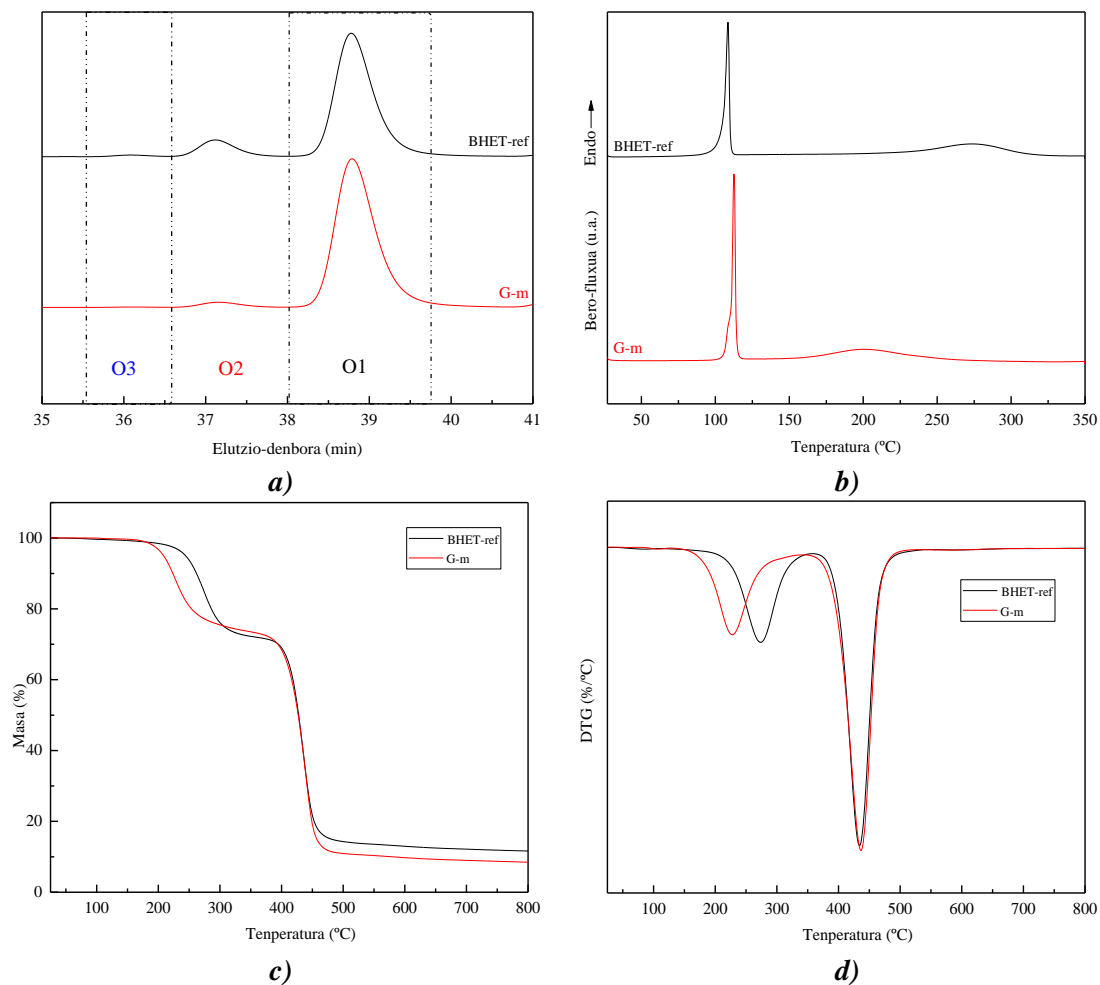 BHET-ref
G-m
O3
O2
O1
35 36 37 38 39 40 41
Elutzio-denbora (min)
a)
Bero-fluxua (u.a.)
Endo
BHET-ref
G-m
50 100 150 200 250 300 350
Tenperatura (ºC)
b)
Masa (%)
100
80
60
40
20
0
BHET-ref
G-m
100 200 300 400 500 600 700 800
Tenperatura (ºC)
c)
DTG (%/ºC)
BHET-ref
G-m
100 200 300 400 500 600 700 800
Tenperatura (ºC)
d)